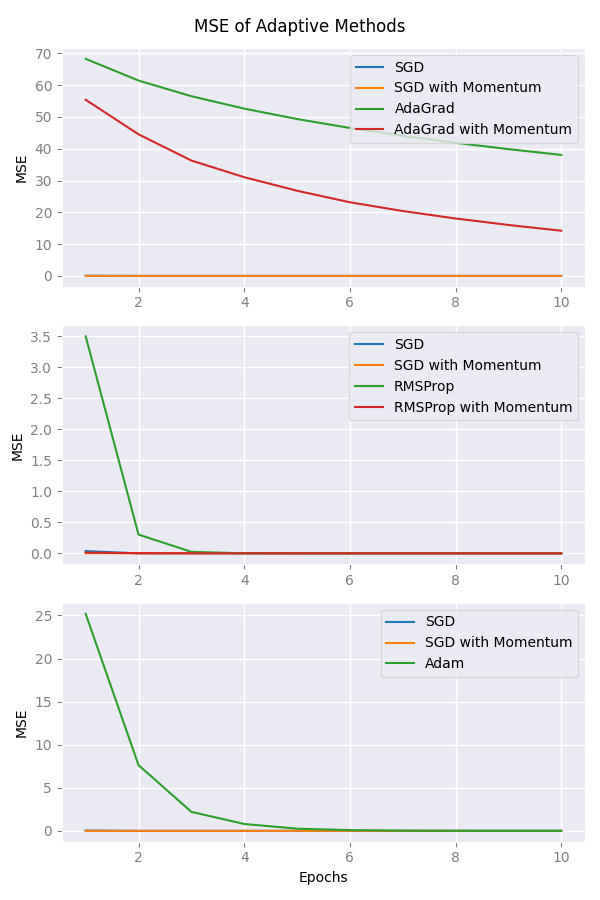 MSE of Adaptive Methods
70
60
50
40
30
20
10
0
MSE
SGD
SGD with Momentum
AdaGrad
AdaGrad with Momentum
2 4 6 8 10
3.5
3.0
2.5
2.0
1.5
1.0
0.5
0.0
MSE
SGD
SGD with Momentum
RMSProp
RMSProp with Momentum
2 4 6 8 10
25
20
15
10
5
0
MSE
SGD
SGD with Momentum
Adam
2 4 6 8 10
Epochs